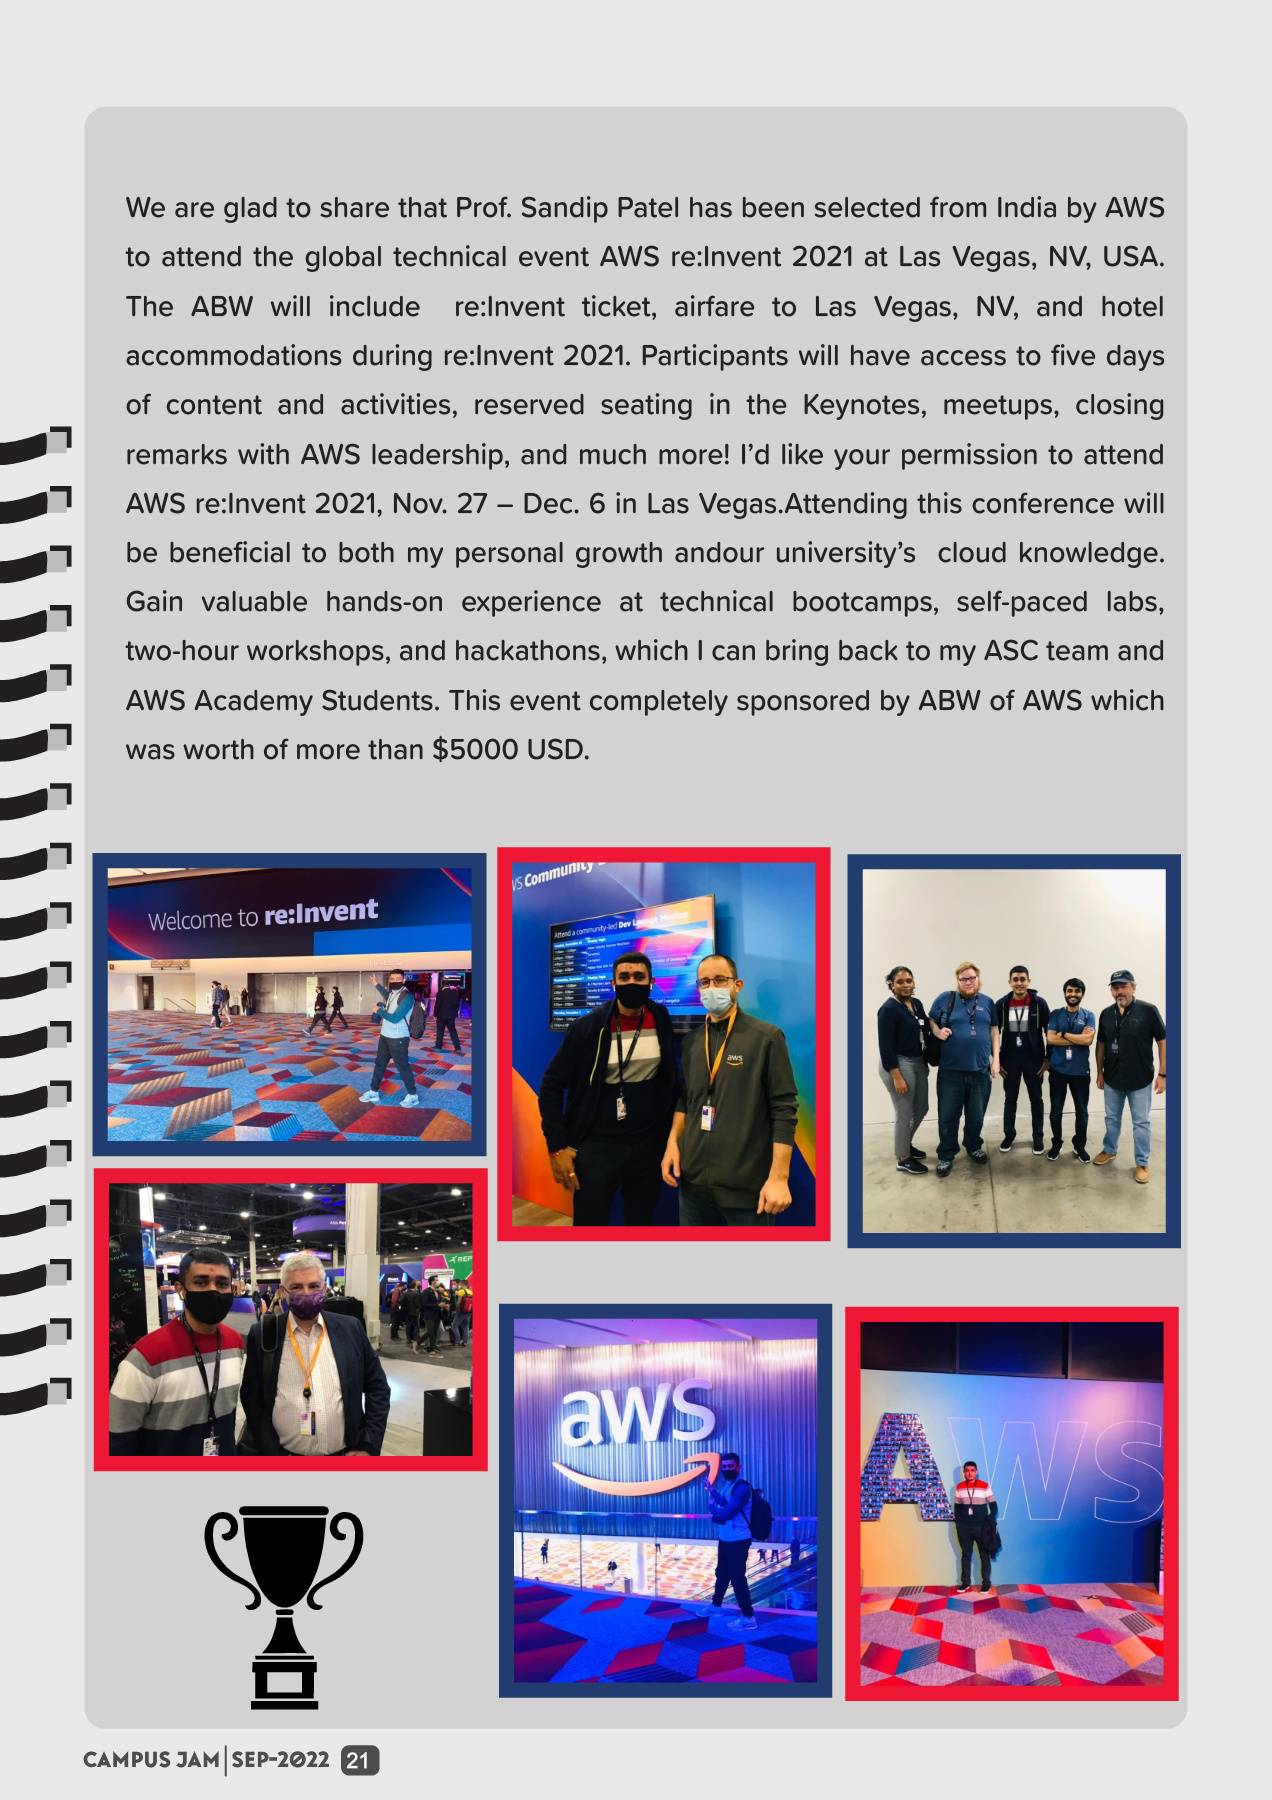 We are glad to share that Prof. Sandip Patel has been selected from India by AWS
to attend the global technical event AWS re:Invent 2021 at Las Vegas, NV, USA.
The ABW will include re:Invent ticket, airfare to Las Vegas, NV, and hotel
accommodations during re:Invent 2021. Participants will have access to five days
of content and activities, reserved seating in the Keynotes, meetups, closing
remarks with AWS leadership, and much more! I’d like your permission to attend
AWS re:Invent 2021, Nov. 27 – Dec. 6 in Las Vegas.Attending this conference will
be beneficial to both my personal growth andour university’s cloud knowledge.
Gain valuable hands-on experience at technical bootcamps, self-paced labs,
two-hour workshops, and hackathons, which I can bring back to my ASC team and
AWS Academy Students. This event completely sponsored by ABW of AWS which
was worth of more than $5000 USD.
Welcome to re:Invent
WS Community
Attend a community-led Dev Lounge Meetup
aws
REP
aws
AWS
CAMPUS JAM | SEP-2022 21